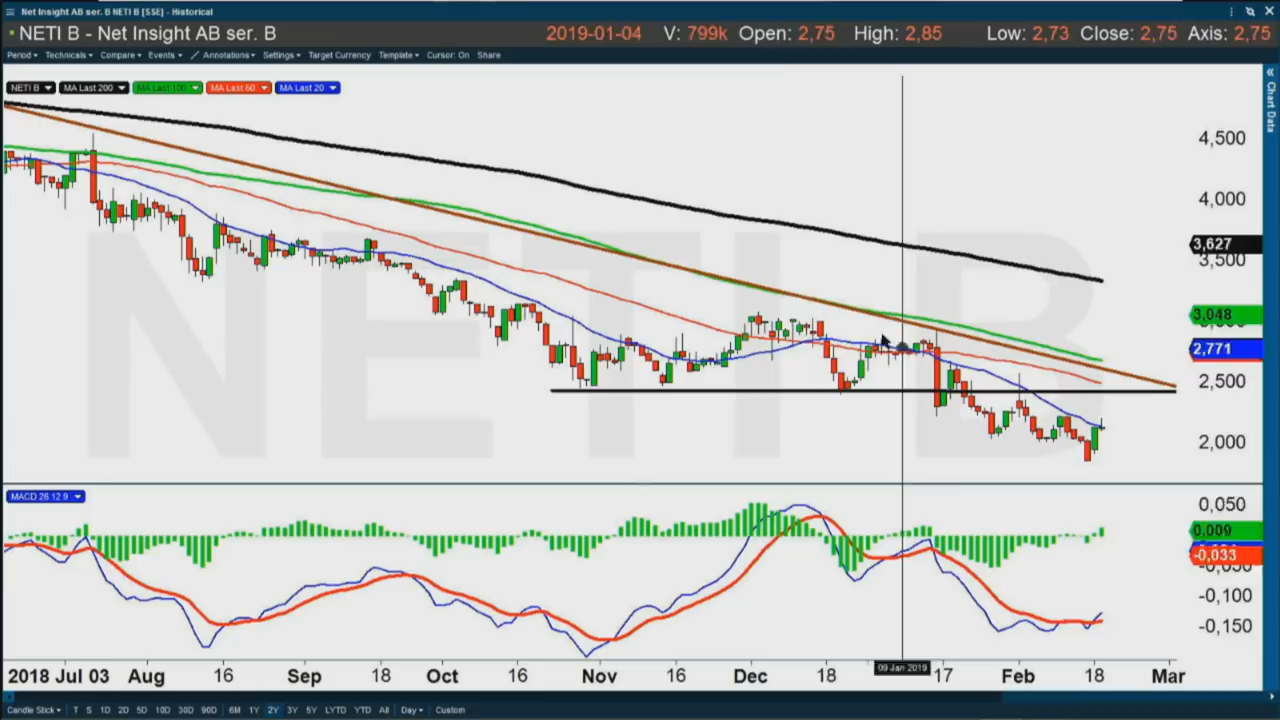 Net Insight AB ser. B NETI B [SSE] - Historical
NETI B - Net Insight AB ser. B 2019-01-04 V: 799k Open: 2,75 High: 2,85 Low: 2,73 Close: 2,75 Axis: 2,75
Period Technicals Compare Events Annotations Settings Target Currency Template Cursor: On Share
NETI B MA Last 200 MA Last 100 MA Last 50 MA Last 20
Chart Data
NETI B
4,500
4,000
3,627
3,500
3,048
2,771
2,500
2,000
MACD 26 12 9
0,050
0,009
-0,033
-0,050
-0,100
-0,150
2018 Jul 03 Aug 16 Sep 18 Oct 16 Nov 16 Dec 18 09 Jan 2019 17 Feb 18 Mar
Candle Stick T S 1D 2D 5D 10D 30D 90D 6M 1Y 2Y 3Y 5Y LYTD YTD All Day Custom